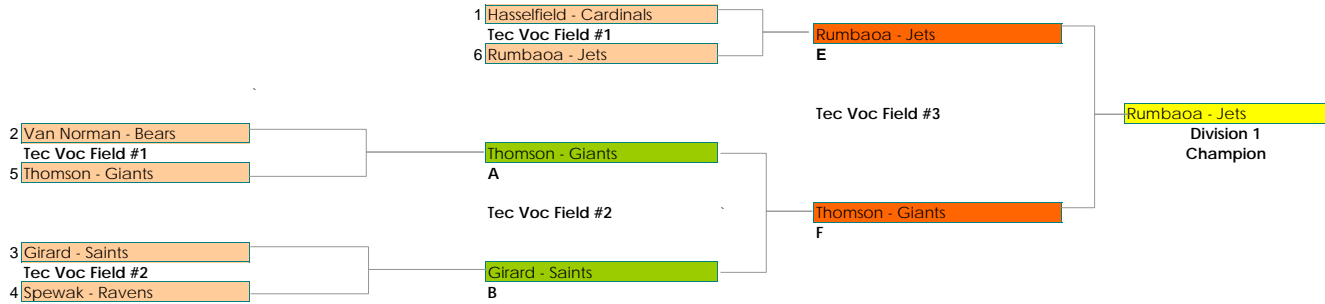 1 Hasselfield - Cardinals
Tec Voc Field #1
6 Rumbaoa - Jets
Rumbaoa - Jets
E
`
Tec Voc Field #3
Rumbaoa - Jets
Division 1
Champion
2 Van Norman - Bears
Tec Voc Field #1
5 Thomson - Giants
Thomson - Giants
A
Tec Voc Field #2
`
Thomson - Giants
F
3 Girard - Saints
Tec Voc Field #2
4 Spewak - Ravens
Girard - Saints
B